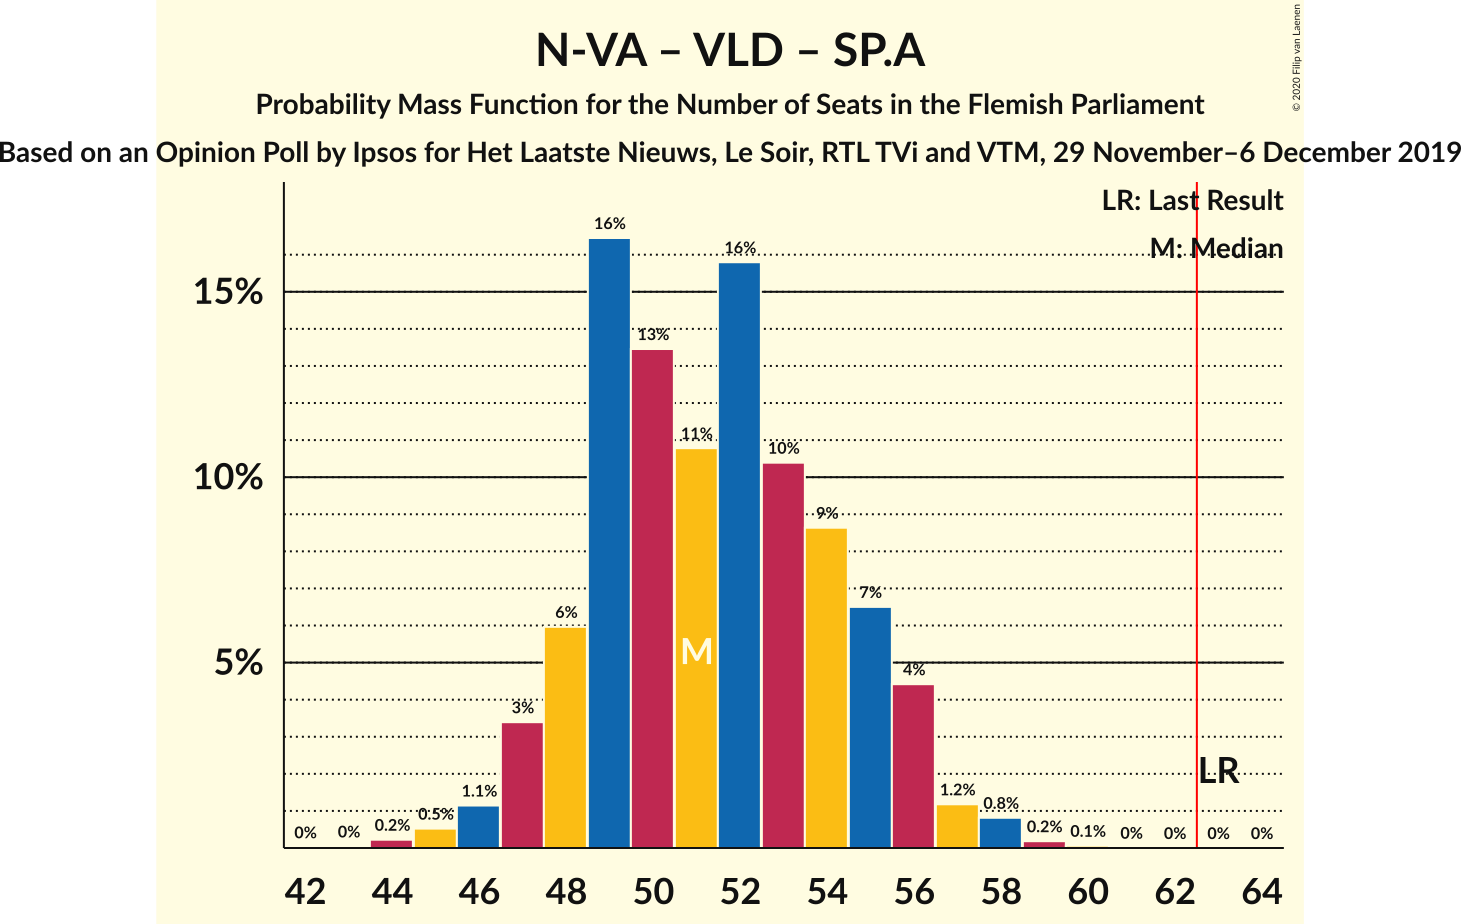 N-VA – VLD – SP.A
Probability Mass Function for the Number of Seats in the Flemish Parliament
Based on an Opinion Poll by Ipsos for Het Laatste Nieuws, Le Soir, RTL TVi and VTM, 29 November–6 December 2019
© 2020 Filip van Laenen
LR: Last Result
M: Median
15%
10%
5%
0%
0%
0.2%
0.5%
1.1%
3%
6%
16%
13%
11%
16%
10%
9%
7%
4%
1.2%
0.8%
0.2%
0.1%
0%
0%
0%
0%
M
LR
42 44 46 48 50 52 54 56 58 60 62 64